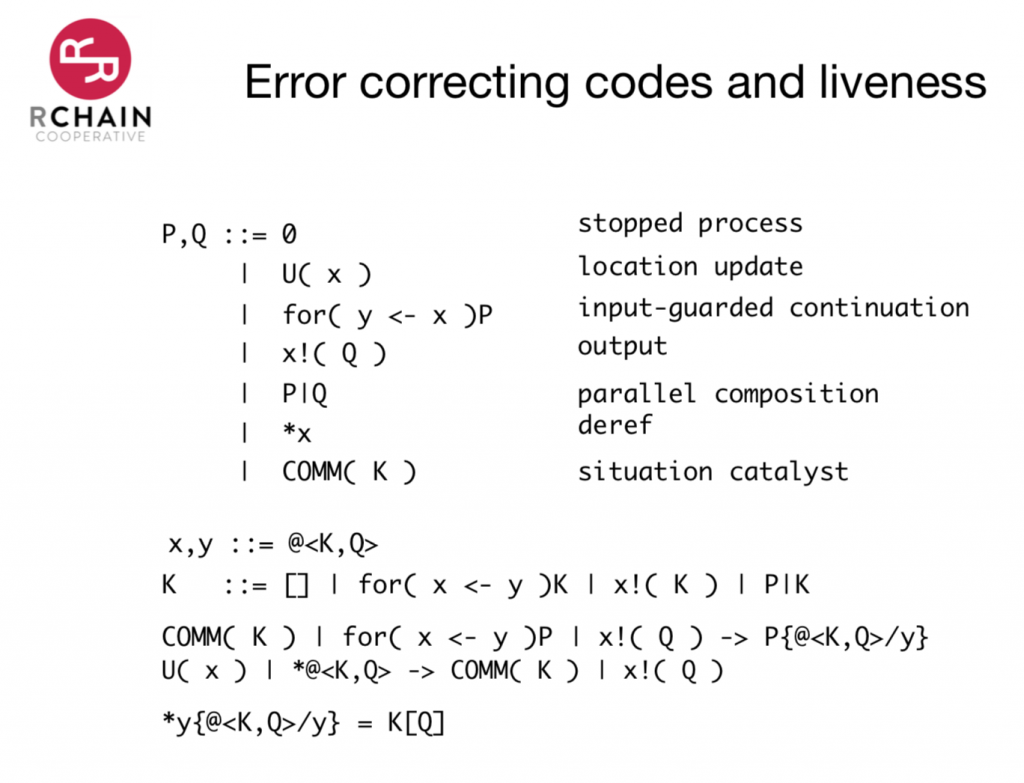 RCHAIN
COOPERATIVE
Error correcting codes and liveness
P,Q ::= 0 stopped process
| U( x ) location update
| for( y <- x )P input-guarded continuation
| x!( Q ) output
| P|Q parallel composition
| *x deref
| COMM( K ) situation catalyst
x,y ::= @<K,Q>
K ::= [] | for( x <- y )K | x!( K ) | P|K
COMM( K ) | for( x <- y )P | x!( Q ) -> P{@<K,Q>/y}
U( x ) | *@<K,Q> -> COMM( K ) | x!( Q )
*y{@<K,Q>/y} = K[Q]